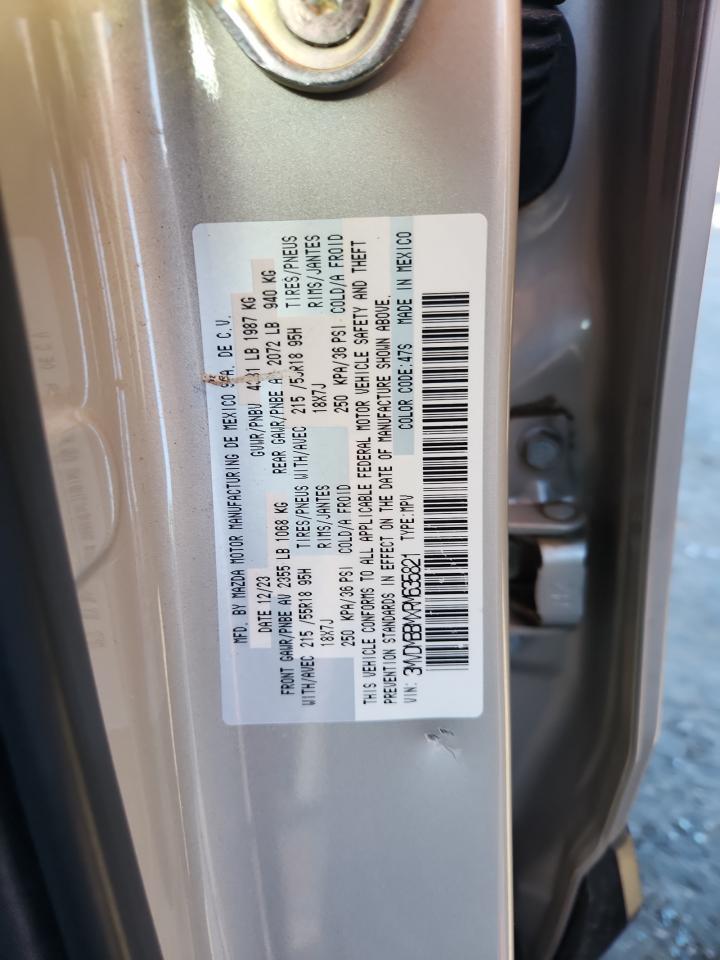 MFD. BY MAZDA MOTOR MANUFACTURING DE MEXICO S.A. DE C.V.
DATE 12/23 GVWR/PNBV LB 1987 KG
FRONT GAWR/PNBE AV 2355 LB 1068 KG REAR GAWR/PNBE A 2072 LB 940 KG
WITH/AVEC 215 /55R18 95H TIRES/PNEUS WITH/AVEC 215 /55R18 95H TIRES/PNEUS
18X7J RIMS/JANTES 18X7J RIMS/JANTES
250 KPA/36 PSI COLD/A FROID 250 KPA/36 PSI COLD/A FROID
THIS VEHICLE CONFORMS TO ALL APPLICABLE FEDERAL MOTOR VEHICLE SAFETY AND THEFT
PREVENTION STANDARDS IN EFFECT ON THE DATE OF MANUFACTURE SHOWN ABOVE.
VIN: TYPE:MPV COLOR CODE:47S MADE IN MEXICO